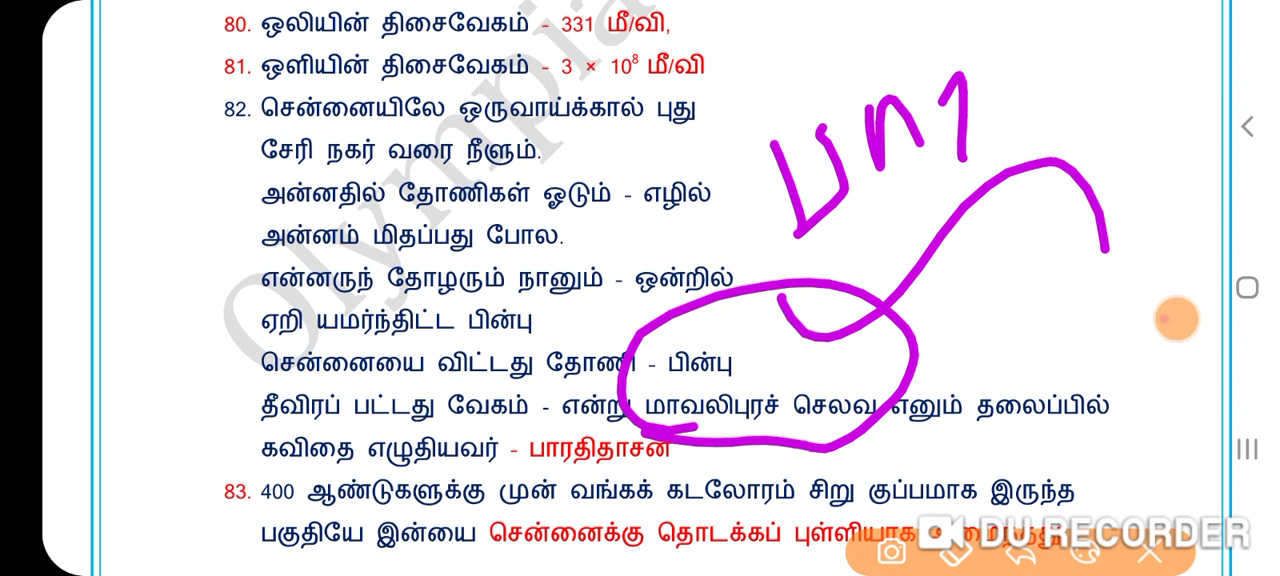 80. ஒலியின் திசைவேகம் - 331 மீ/வி,
81. ஒளியின் திசைவேகம் - 3 × 10⁸ மீ/வி
82. சென்னையிலே ஒருவாய்க்கால் புது
சேரி நகர் வரை நீளும்.
அன்னதில் தோணிகள் ஓடும் - எழில்
அன்னம் மிதப்பது போல.
என்னருந் தோழரும் நானும் - ஒன்றில்
ஏறி யமர்ந்திட்ட பின்பு
சென்னையை விட்டது தோணி - பின்பு
தீவிரப் பட்டது வேகம் - என்று மாவலிபுரச் செலவு எனும் தலைப்பில்
கவிதை எழுதியவர் - பாரதிதாசன்
83. 400 ஆண்டுகளுக்கு முன் வங்கக் கடலோரம் சிறு குப்பமாக இருந்த
பகுதியே இன்யை சென்னைக்கு தொடக்கப் புள்ளியாக
Olympia
DU RECORDER